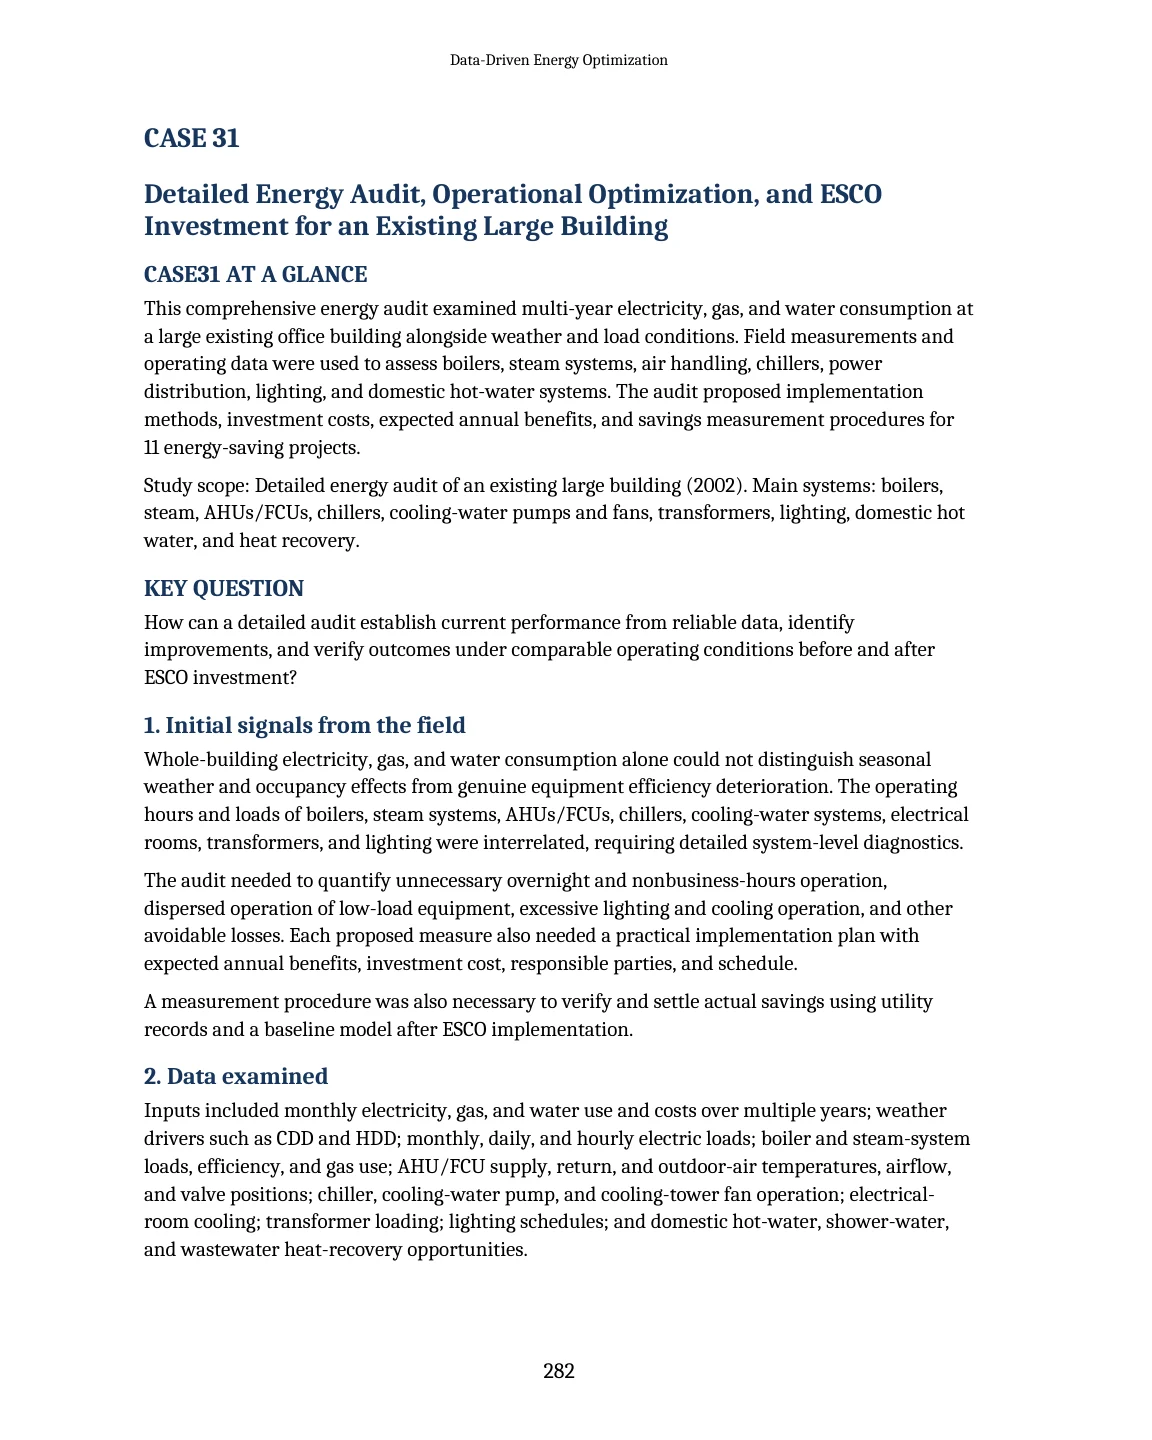 Data-Driven Energy Optimization
CASE 31
Detailed Energy Audit, Operational Optimization, and ESCO
Investment for an Existing Large Building
CASE31 AT A GLANCE
This comprehensive energy audit examined multi-year electricity, gas, and water consumption at
a large existing office building alongside weather and load conditions. Field measurements and
operating data were used to assess boilers, steam systems, air handling, chillers, power
distribution, lighting, and domestic hot-water systems. The audit proposed implementation
methods, investment costs, expected annual benefits, and savings measurement procedures for
11 energy-saving projects.
Study scope: Detailed energy audit of an existing large building (2002). Main systems: boilers,
steam, AHUs/FCUs, chillers, cooling-water pumps and fans, transformers, lighting, domestic hot
water, and heat recovery.
KEY QUESTION
How can a detailed audit establish current performance from reliable data, identify
improvements, and verify outcomes under comparable operating conditions before and after
ESCO investment?
1. Initial signals from the field
Whole-building electricity, gas, and water consumption alone could not distinguish seasonal
weather and occupancy effects from genuine equipment efficiency deterioration. The operating
hours and loads of boilers, steam systems, AHUs/FCUs, chillers, cooling-water systems, electrical
rooms, transformers, and lighting were interrelated, requiring detailed system-level diagnostics.
The audit needed to quantify unnecessary overnight and nonbusiness-hours operation,
dispersed operation of low-load equipment, excessive lighting and cooling operation, and other
avoidable losses. Each proposed measure also needed a practical implementation plan with
expected annual benefits, investment cost, responsible parties, and schedule.
A measurement procedure was also necessary to verify and settle actual savings using utility
records and a baseline model after ESCO implementation.
2. Data examined
Inputs included monthly electricity, gas, and water use and costs over multiple years; weather
drivers such as CDD and HDD; monthly, daily, and hourly electric loads; boiler and steam-system
loads, efficiency, and gas use; AHU/FCU supply, return, and outdoor-air temperatures, airflow,
and valve positions; chiller, cooling-water pump, and cooling-tower fan operation; electrical-
room cooling; transformer loading; lighting schedules; and domestic hot-water, shower-water,
and wastewater heat-recovery opportunities.
282